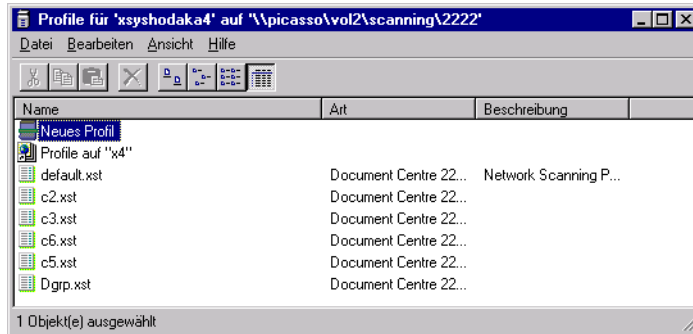 Profile für 'xsyshodaka4' auf '\\picasso\vol2\scanning\2222'
Datei Bearbeiten Ansicht Hilfe
Name Art Beschreibung
Neues Profil
Profile auf "x4"
default.xst Document Centre 22... Network Scanning P...
c2.xst Document Centre 22...
c3.xst Document Centre 22...
c6.xst Document Centre 22...
c5.xst Document Centre 22...
Dgrp.xst Document Centre 22...
1 Objekt(e) ausgewählt